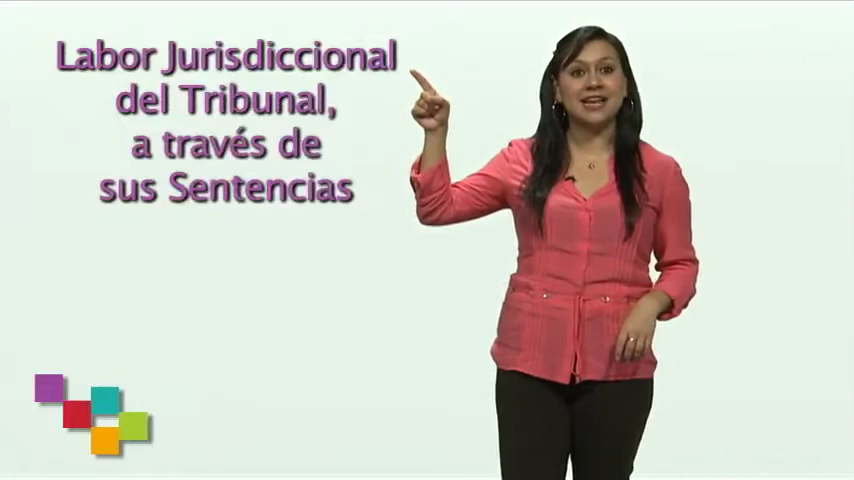 Labor Jurisdiccional
del Tribunal,
a través de
sus Sentencias